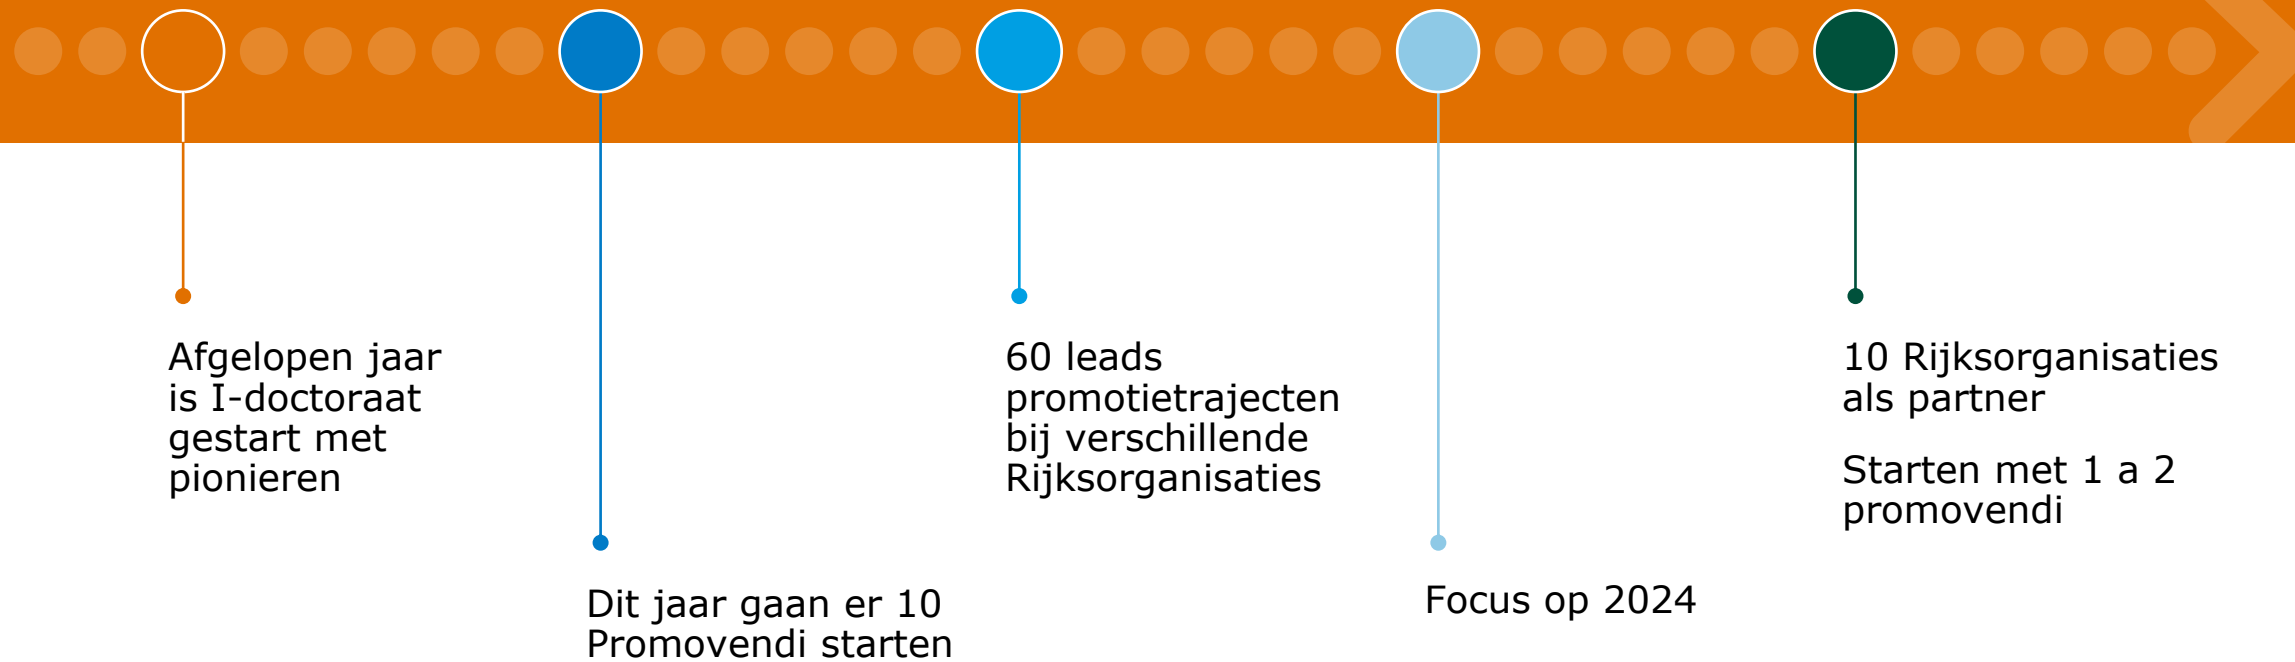 Afgelopen jaar
is I-doctoraat
gestart met
pionieren
Dit jaar gaan er 10
Promovendi starten
60 leads
promotietrajecten
bij verschillende
Rijksorganisaties
Focus op 2024
10 Rijksorganisaties
als partner
Starten met 1 a 2
promovendi